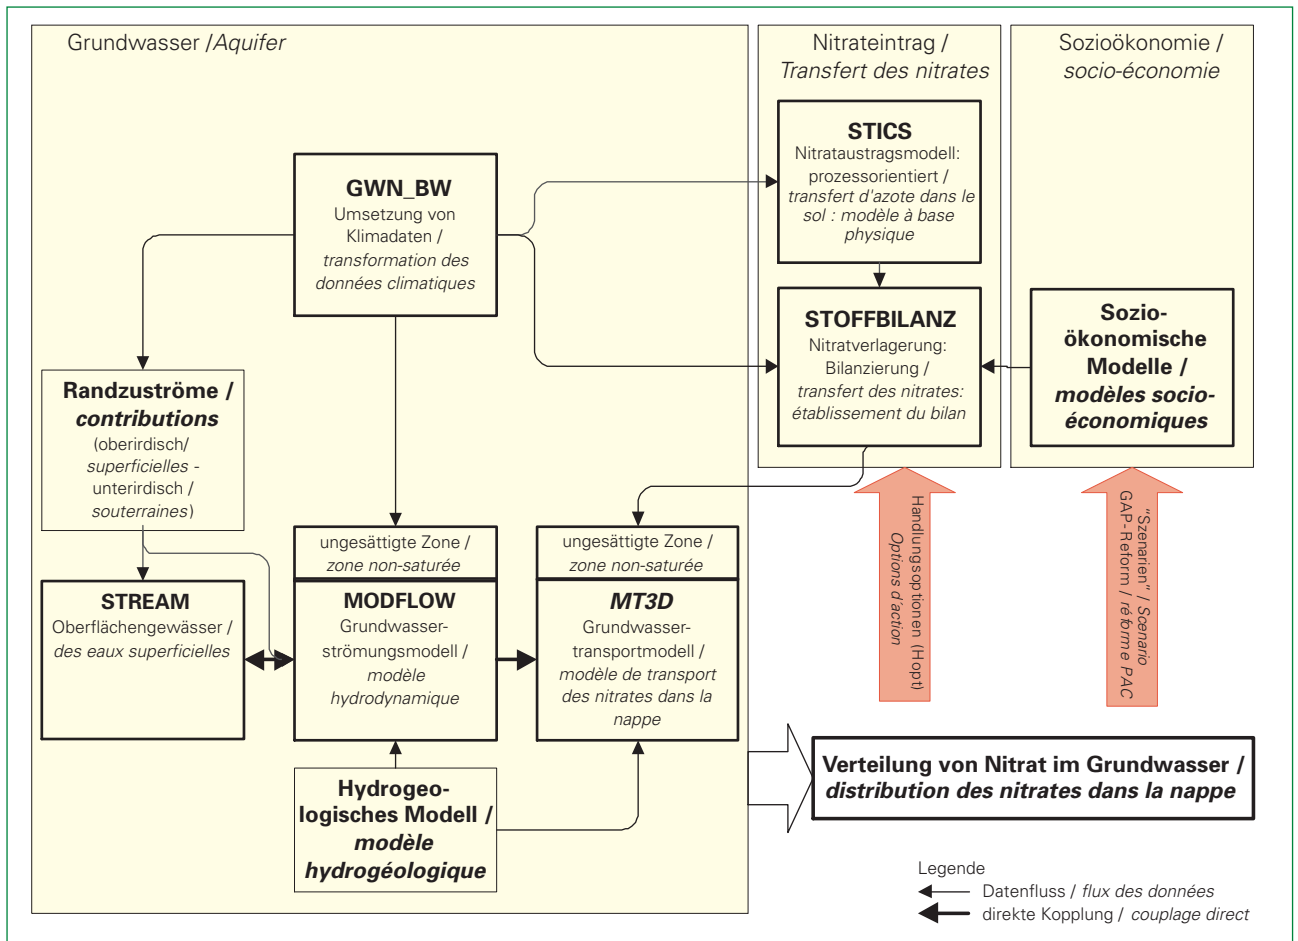 Grundwasser /Aquifer
Nitrateintrag /
Transfert des nitrates
Sozioökonomie /
socio-économie
STICS
Nitrataustragsmodell:
prozessorientiert /
transfert d'azote dans le
sol : modèle à base
physique
GWN_BW
Umsetzung von
Klimadaten /
transformation des
données climatiques
STOFFBILANZ
Nitratverlagerung:
Bilanzierung /
transfert des nitrates:
établissement du bilan
Sozio-
ökonomische
Modelle /
modèles socio-
économiques
Randzuströme /
contributions
(oberirdisch/
superficielles -
unterirdisch /
souterraines)
ungesättigte Zone /
zone non-saturée
ungesättigte Zone /
zone non-saturée
STREAM
Oberflächengewässer /
des eaux superficielles
MODFLOW
Grundwasser-
strömungsmodell /
modèle
hydrodynamique
MT3D
Grundwasser-
transportmodell /
modèle de transport
des nitrates dans la
nappe
Handlungsoptionen (Hopt)
Options d'action
"Szenarien" / Scenario
GAP-Reform / réforme PAC
Hydrogeo-
logisches Modell /
modèle
hydrogéologique
Verteilung von Nitrat im Grundwasser /
distribution des nitrates dans la nappe
Legende
Datenfluss / flux des données
direkte Kopplung / couplage direct